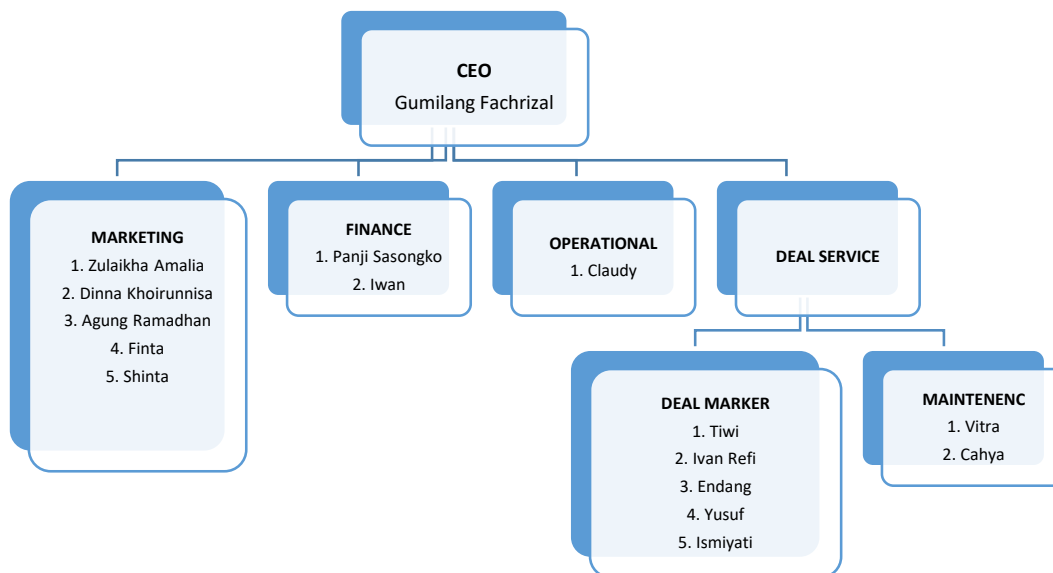 CEO
Gumilang Fachrizal
MARKETING
1. Zulaikha Amalia
2. Dinna Khoirunnisa
3. Agung Ramadhan
4. Finta
5. Shinta
FINANCE
1. Panji Sasongko
2. Iwan
OPERATIONAL
1. Claudy
DEAL SERVICE
DEAL MARKER
1. Tiwi
2. Ivan Refi
3. Endang
4. Yusuf
5. Ismiyati
MAINTENENC
1. Vitra
2. Cahya